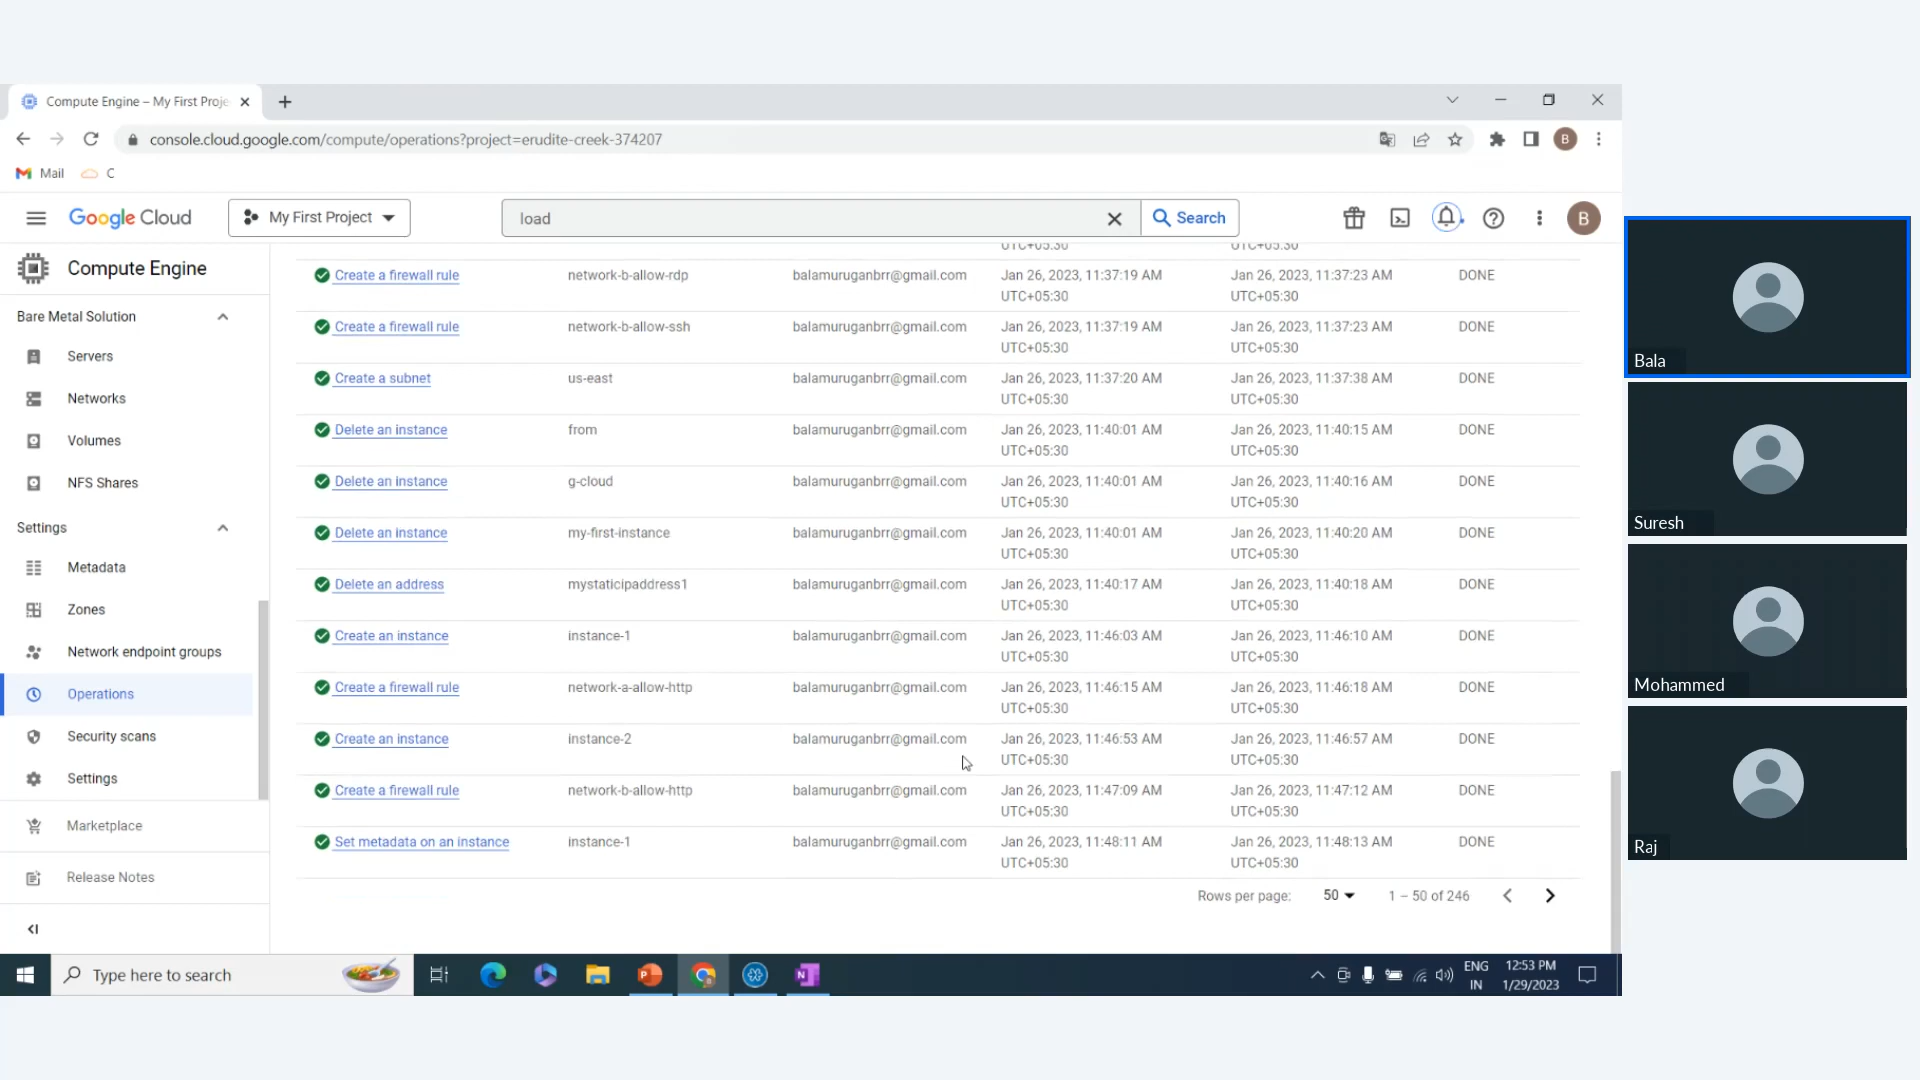 Compute Engine – My First Proje
console.cloud.google.com/compute/operations?project=erudite-creek-374207
B
Mail
C
Google Cloud
My First Project
load
Search
B
Compute Engine
Bare Metal Solution
Servers
Networks
Volumes
NFS Shares
Settings
Metadata
Zones
Network endpoint groups
Operations
Security scans
Settings
Marketplace
Release Notes
UTC+05:30 UTC+05:30
Create a firewall rule network-b-allow-rdp balamuruganbrr@gmail.com Jan 26, 2023, 11:37:19 AM Jan 26, 2023, 11:37:23 AM DONE
UTC+05:30 UTC+05:30
Create a firewall rule network-b-allow-ssh balamuruganbrr@gmail.com Jan 26, 2023, 11:37:19 AM Jan 26, 2023, 11:37:23 AM DONE
UTC+05:30 UTC+05:30
Create a subnet us-east balamuruganbrr@gmail.com Jan 26, 2023, 11:37:20 AM Jan 26, 2023, 11:37:38 AM DONE
UTC+05:30 UTC+05:30
Delete an instance from balamuruganbrr@gmail.com Jan 26, 2023, 11:40:01 AM Jan 26, 2023, 11:40:15 AM DONE
UTC+05:30 UTC+05:30
Delete an instance g-cloud balamuruganbrr@gmail.com Jan 26, 2023, 11:40:01 AM Jan 26, 2023, 11:40:16 AM DONE
UTC+05:30 UTC+05:30
Delete an instance my-first-instance balamuruganbrr@gmail.com Jan 26, 2023, 11:40:01 AM Jan 26, 2023, 11:40:20 AM DONE
UTC+05:30 UTC+05:30
Delete an address mystaticipaddress1 balamuruganbrr@gmail.com Jan 26, 2023, 11:40:17 AM Jan 26, 2023, 11:40:18 AM DONE
UTC+05:30 UTC+05:30
Create an instance instance-1 balamuruganbrr@gmail.com Jan 26, 2023, 11:46:03 AM Jan 26, 2023, 11:46:10 AM DONE
UTC+05:30 UTC+05:30
Create a firewall rule network-a-allow-http balamuruganbrr@gmail.com Jan 26, 2023, 11:46:15 AM Jan 26, 2023, 11:46:18 AM DONE
UTC+05:30 UTC+05:30
Create an instance instance-2 balamuruganbrr@gmail.com Jan 26, 2023, 11:46:53 AM Jan 26, 2023, 11:46:57 AM DONE
UTC+05:30 UTC+05:30
Create a firewall rule network-b-allow-http balamuruganbrr@gmail.com Jan 26, 2023, 11:47:09 AM Jan 26, 2023, 11:47:12 AM DONE
UTC+05:30 UTC+05:30
Set metadata on an instance instance-1 balamuruganbrr@gmail.com Jan 26, 2023, 11:48:11 AM Jan 26, 2023, 11:48:13 AM DONE
UTC+05:30 UTC+05:30
Rows per page: 50 1 – 50 of 246
Type here to search
ENG
IN
12:53 PM
1/29/2023
Bala
Suresh
Mohammed
Raj